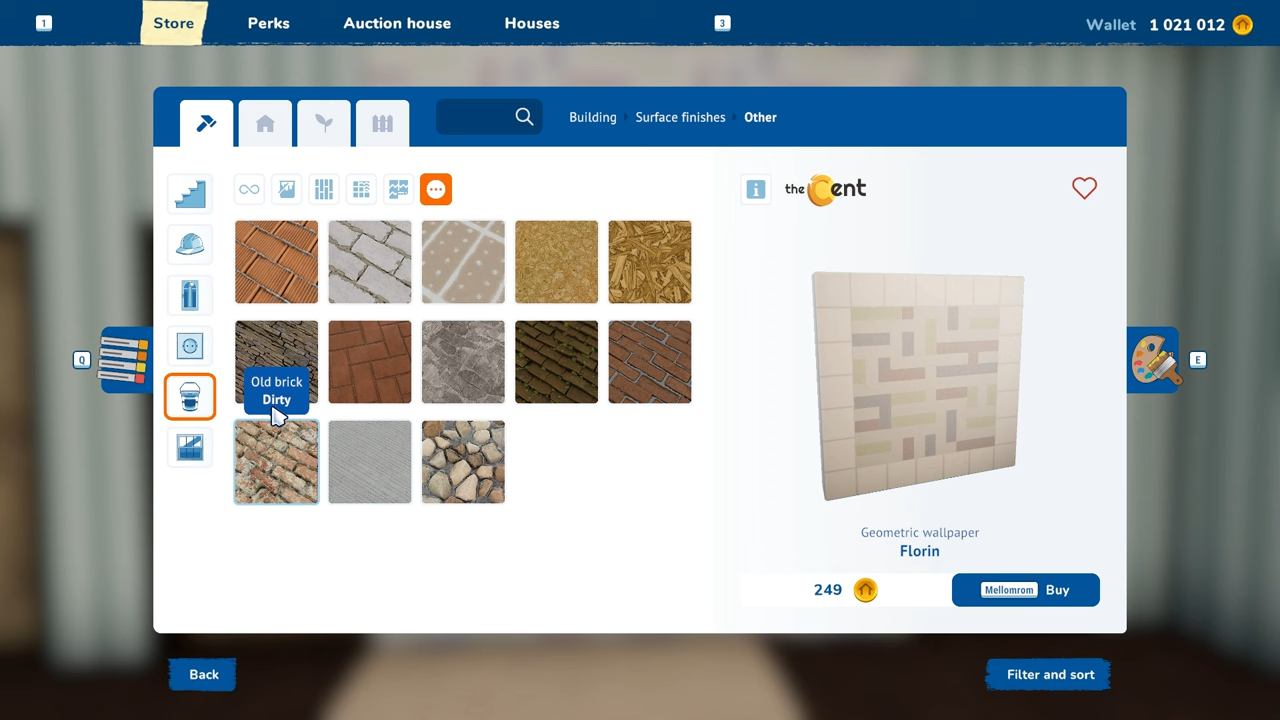 1
Store
Perks
Auction house
Houses
3
Wallet 1 021 012
Building
Surface finishes
Other
the Cent
Old brick
Dirty
Q
E
Geometric wallpaper
Florin
249
Mellomrom Buy
Back
Filter and sort